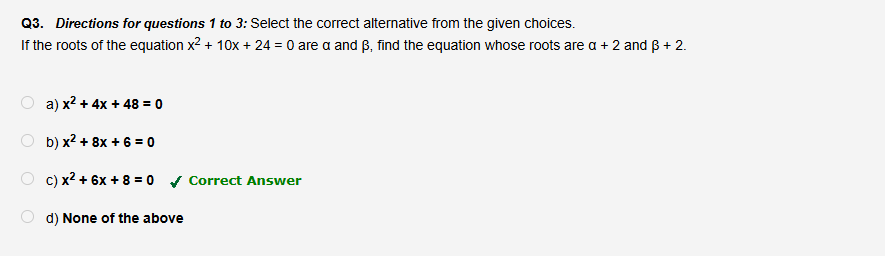 Q3. Directions for questions 1 to 3: Select the correct alternative from the given choices.
If the roots of the equation x² + 10x + 24 = 0 are α and β, find the equation whose roots are α + 2 and β + 2.
a) x² + 4x + 48 = 0
b) x² + 8x + 6 = 0
c) x² + 6x + 8 = 0 ✓ Correct Answer
d) None of the above